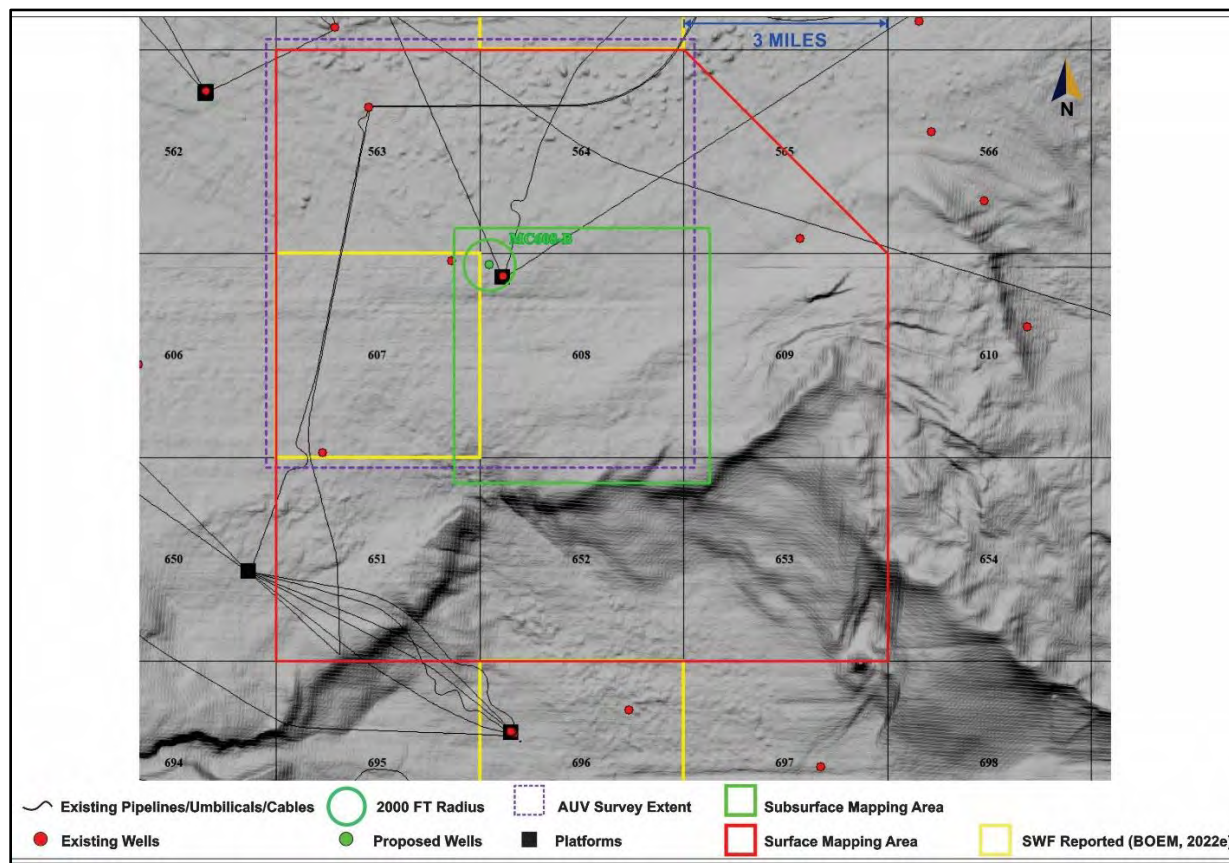 3 MILES
N
562
563
564
565
566
MC608-B
606
607
608
609
610
650
651
652
653
654
694
695
696
697
698
Existing Pipelines/Umbilicals/Cables
2000 FT Radius
AUV Survey Extent
Subsurface Mapping Area
Existing Wells
Proposed Wells
Platforms
Surface Mapping Area
SWF Reported (BOEM, 2022e)